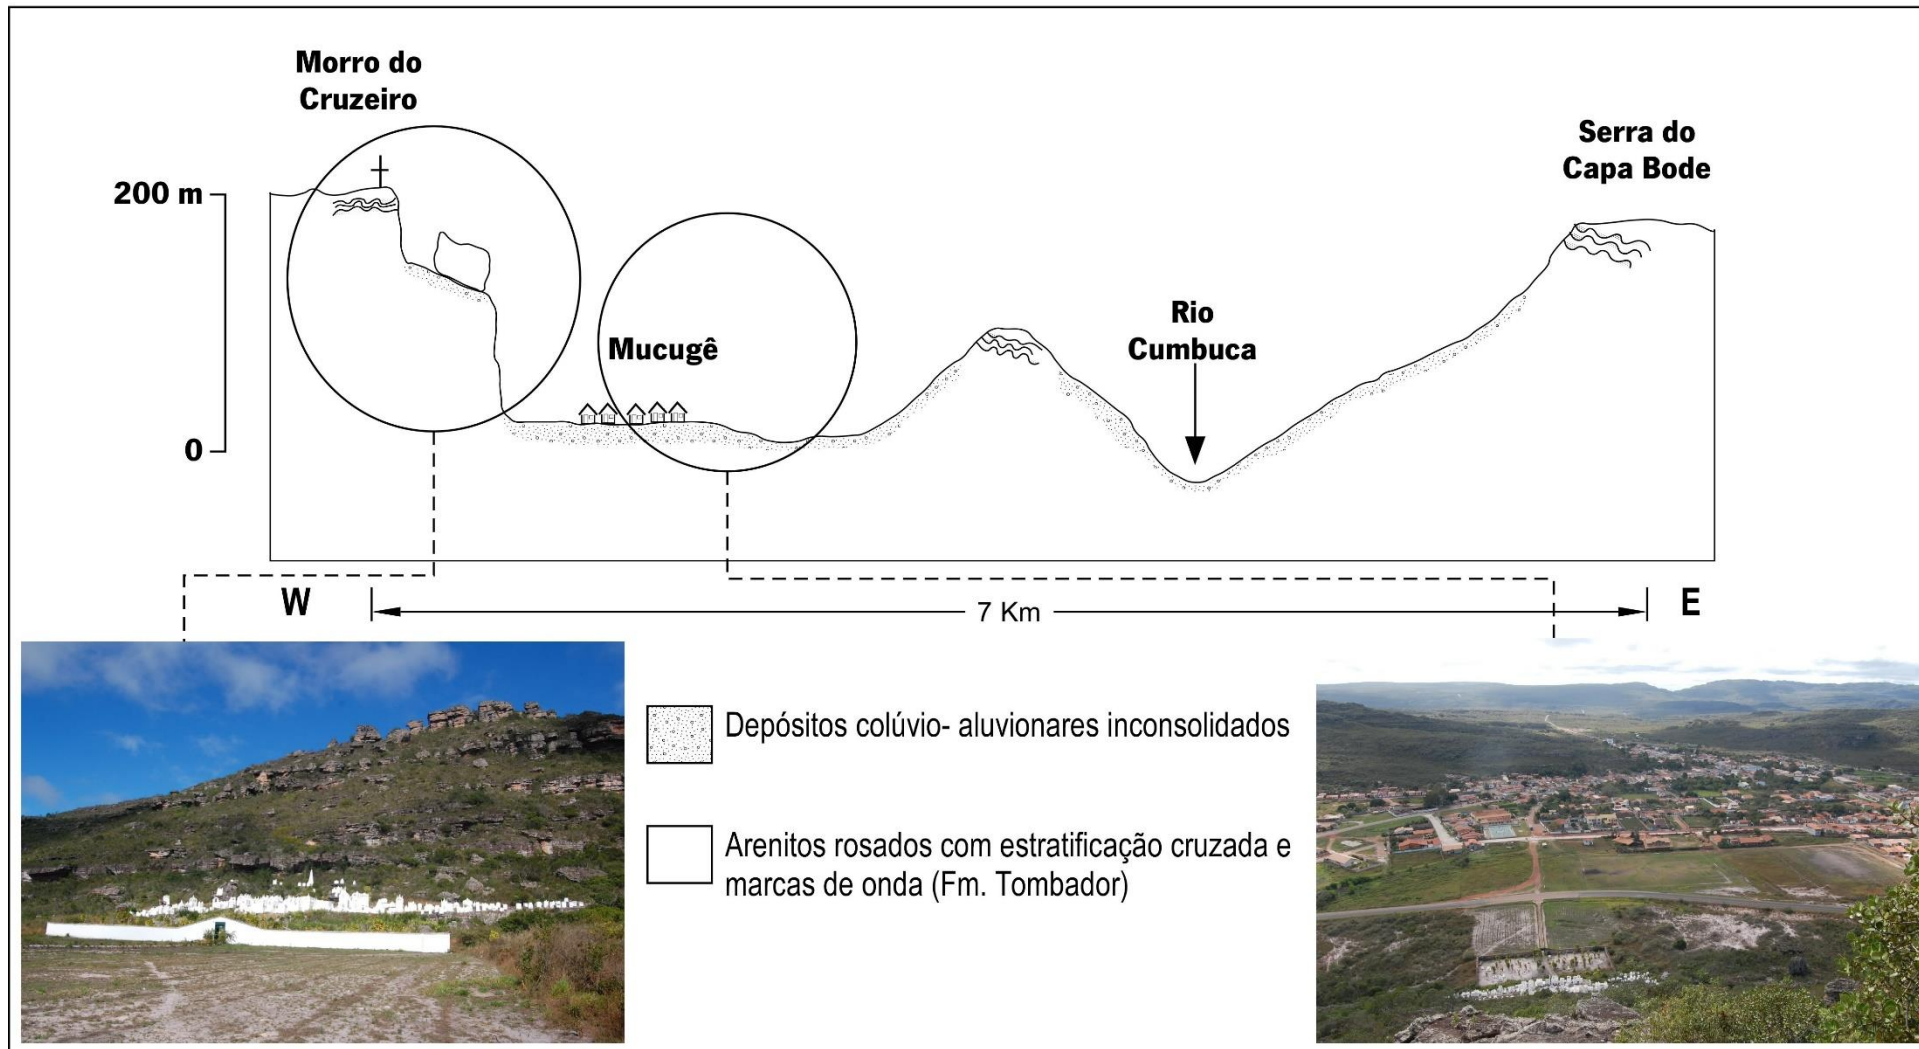 Morro do
Cruzeiro
Serra do
Capa Bode
200 m
Rio
Cumbuca
Mucugê
0
W
7 Km
E
Depósitos colúvio- aluvionares inconsolidados
Arenitos rosados com estratificação cruzada e
marcas de onda (Fm. Tombador)